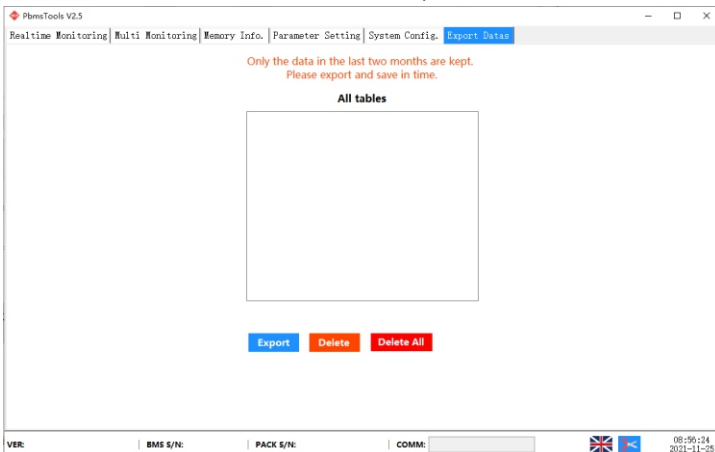 PbmsTools V2.5
Realtime Monitoring Multi Monitoring Memory Info. Parameter Setting System Config. Export Datas
Only the data in the last two months are kept.
Please export and save in time.
All tables
Export Delete Delete All
VER: BMS S/N: PACK S/N: COMM: 08:56:24
2021-11-25